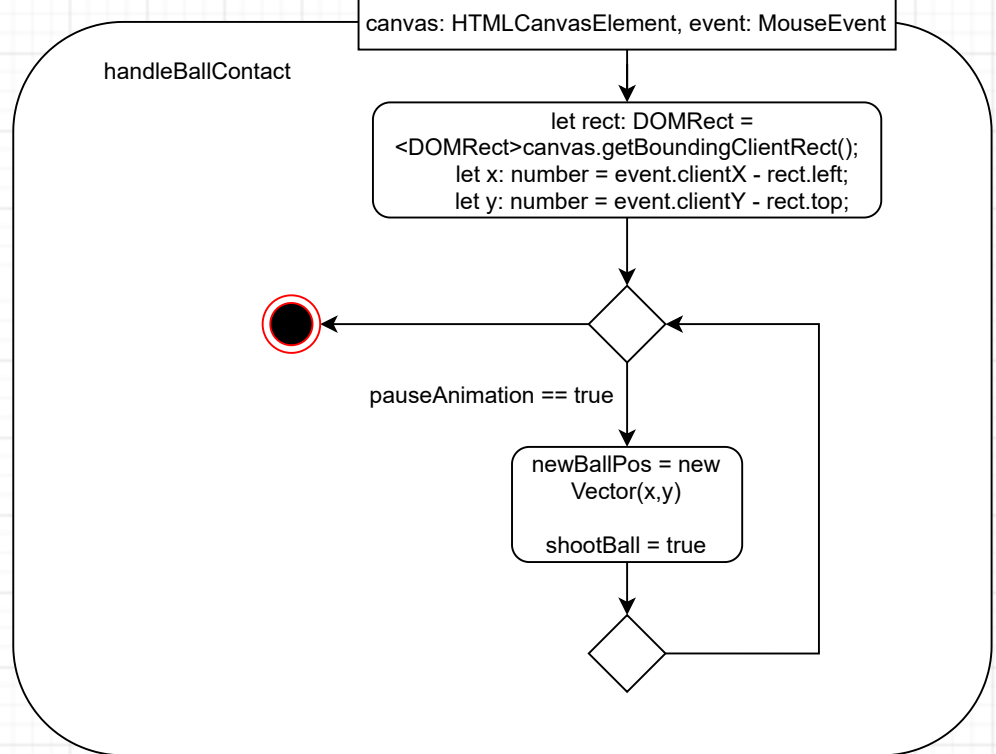 canvas: HTMLCanvasElement, event: MouseEvent
handleBallContact
let rect: DOMRect =
<DOMRect>canvas.getBoundingClientRect();
let x: number = event.clientX - rect.left;
let y: number = event.clientY - rect.top;
pauseAnimation == true
newBallPos = new
Vector(x,y)
shootBall = true